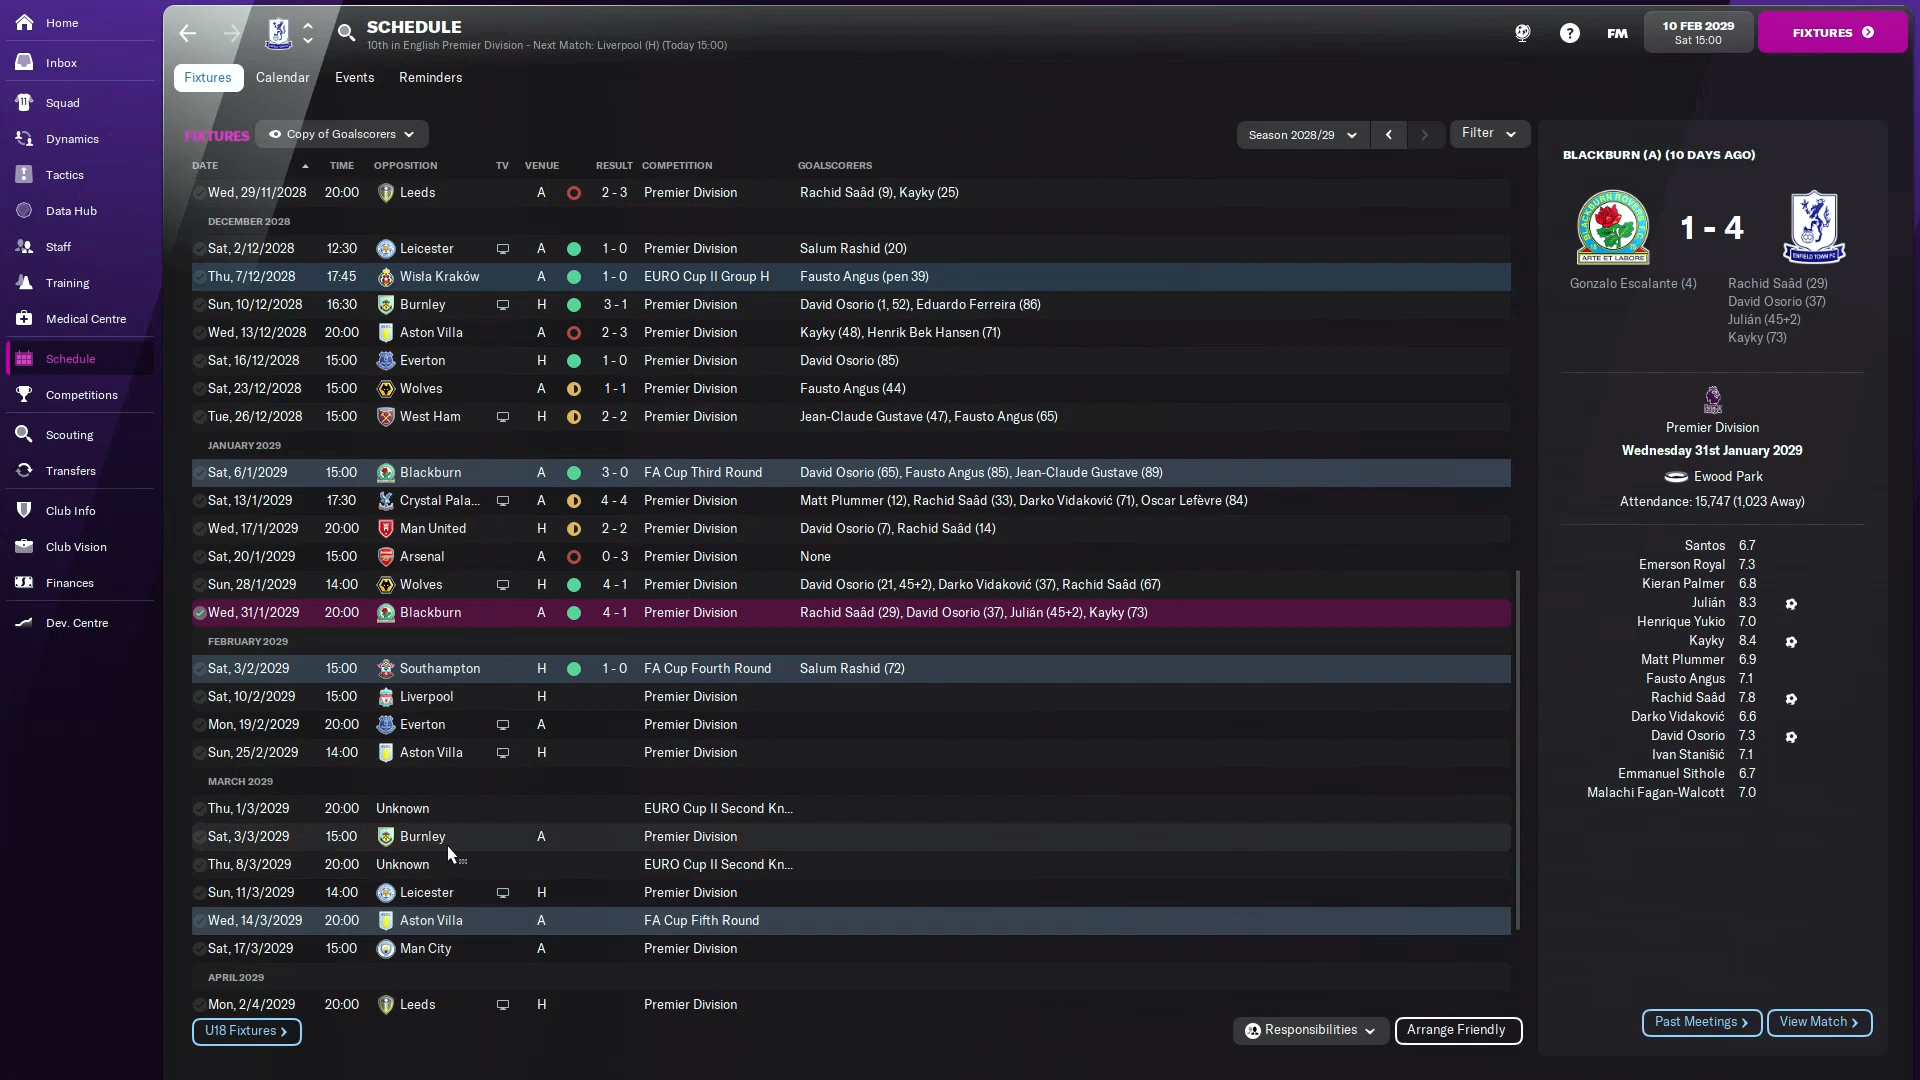 Home
Inbox
Squad
Dynamics
Tactics
Data Hub
Staff
Training
Medical Centre
Schedule
Competitions
Scouting
Transfers
Club Info
Club Vision
Finances
Dev. Centre
SCHEDULE
10th in English Premier Division - Next Match: Liverpool (H) (Today 15:00)
FM
10 FEB 2029
Sat 15:00
FIXTURES
Fixtures Calendar Events Reminders
FIXTURES Copy of Goalscorers Season 2028/29 Filter
DATE TIME OPPOSITION TV VENUE RESULT COMPETITION GOALSCORERS
Wed, 29/11/2028 20:00 Leeds A 2 - 3 Premier Division Rachid Saâd (9), Kayky (25)
DECEMBER 2028
Sat, 2/12/2028 12:30 Leicester A 1 - 0 Premier Division Salum Rashid (20)
Thu, 7/12/2028 17:45 Wisla Kraków A 1 - 0 EURO Cup II Group H Fausto Angus (pen 39)
Sun, 10/12/2028 16:30 Burnley H 3 - 1 Premier Division David Osorio (1, 52), Eduardo Ferreira (86)
Wed, 13/12/2028 20:00 Aston Villa A 2 - 3 Premier Division Kayky (48), Henrik Bek Hansen (71)
Sat, 16/12/2028 15:00 Everton H 1 - 0 Premier Division David Osorio (85)
Sat, 23/12/2028 15:00 Wolves A 1 - 1 Premier Division Fausto Angus (44)
Tue, 26/12/2028 15:00 West Ham H 2 - 2 Premier Division Jean-Claude Gustave (47), Fausto Angus (65)
JANUARY 2029
Sat, 6/1/2029 15:00 Blackburn A 3 - 0 FA Cup Third Round David Osorio (65), Fausto Angus (85), Jean-Claude Gustave (89)
Sat, 13/1/2029 17:30 Crystal Pala... A 4 - 4 Premier Division Matt Plummer (12), Rachid Saâd (33), Darko Vidaković (71), Oscar Lefèvre (84)
Wed, 17/1/2029 20:00 Man United H 2 - 2 Premier Division David Osorio (7), Rachid Saâd (14)
Sat, 20/1/2029 15:00 Arsenal A 0 - 3 Premier Division None
Sun, 28/1/2029 14:00 Wolves H 4 - 1 Premier Division David Osorio (21, 45+2), Darko Vidaković (37), Rachid Saâd (67)
Wed, 31/1/2029 20:00 Blackburn A 4 - 1 Premier Division Rachid Saâd (29), David Osorio (37), Julián (45+2), Kayky (73)
FEBRUARY 2029
Sat, 3/2/2029 15:00 Southampton H 1 - 0 FA Cup Fourth Round Salum Rashid (72)
Sat, 10/2/2029 15:00 Liverpool H Premier Division
Mon, 19/2/2029 20:00 Everton A Premier Division
Sun, 25/2/2029 14:00 Aston Villa H Premier Division
MARCH 2029
Thu, 1/3/2029 20:00 Unknown EURO Cup II Second Kn...
Sat, 3/3/2029 15:00 Burnley A Premier Division
Thu, 8/3/2029 20:00 Unknown EURO Cup II Second Kn...
Sun, 11/3/2029 14:00 Leicester H Premier Division
Wed, 14/3/2029 20:00 Aston Villa A FA Cup Fifth Round
Sat, 17/3/2029 15:00 Man City A Premier Division
APRIL 2029
Mon, 2/4/2029 20:00 Leeds H Premier Division
U18 Fixtures Responsibilities Arrange Friendly
BLACKBURN (A) (10 DAYS AGO)
BLACKBURN ROVERS F.C.
ARTE ET LABORE
1 - 4
ENFIELD TOWN FC
Gonzalo Escalante (4) Rachid Saâd (29)
David Osorio (37)
Julián (45+2)
Kayky (73)
Premier Division
Wednesday 31st January 2029
Ewood Park
Attendance: 15,747 (1,023 Away)
Santos 6.7
Emerson Royal 7.3
Kieran Palmer 6.8
Julián 8.3
Henrique Yukio 7.0
Kayky 8.4
Matt Plummer 6.9
Fausto Angus 7.1
Rachid Saâd 7.8
Darko Vidaković 6.6
David Osorio 7.3
Ivan Stanišić 7.1
Emmanuel Sithole 6.7
Malachi Fagan-Walcott 7.0
Past Meetings View Match